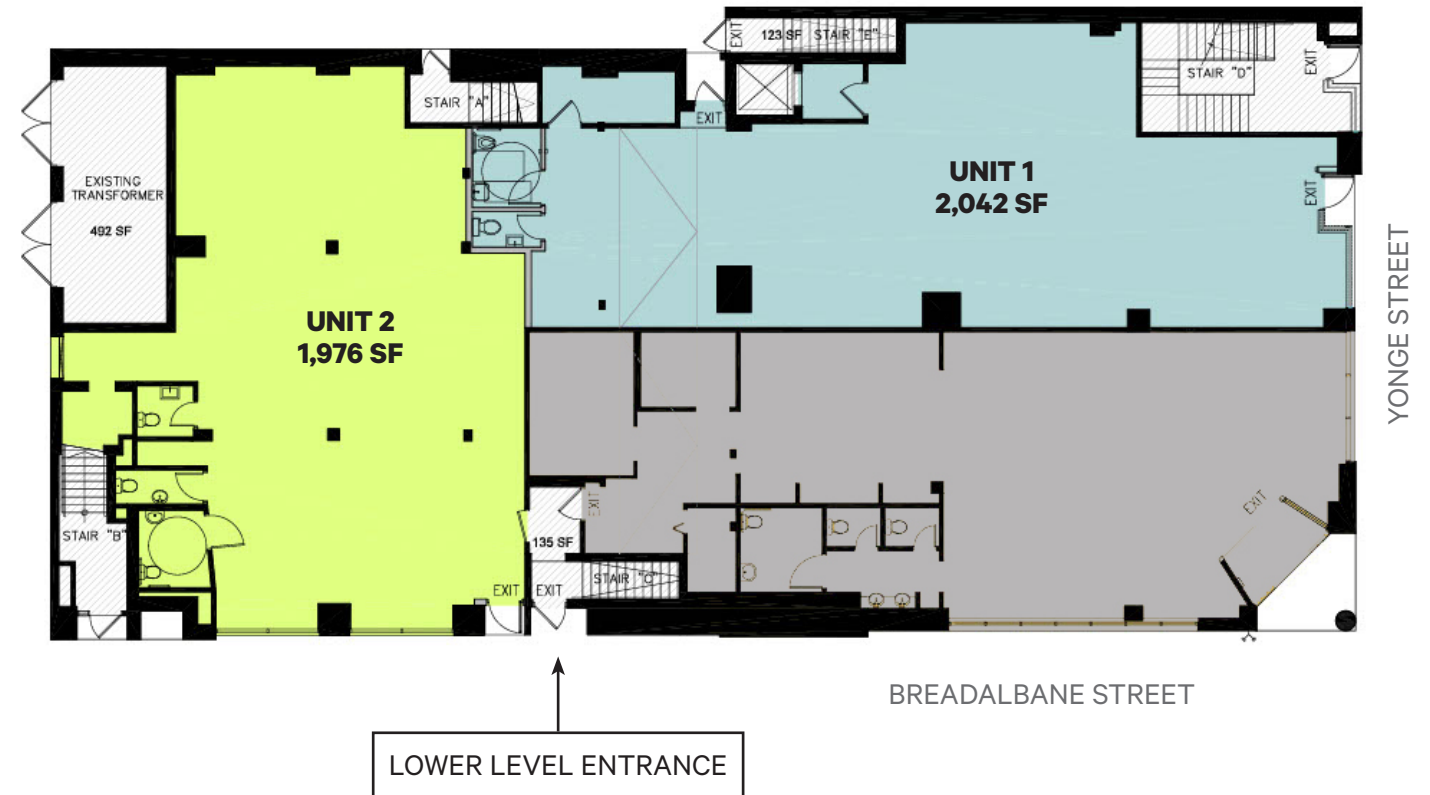 EXIT
123 SF
STAIR "E"
EXIT
STAIR "D"
STAIR "A"
EXIT
UNIT 1
2,042 SF
EXIT
EXISTING
TRANSFORMER
492 SF
YONGE STREET
UNIT 2
1,976 SF
EXIT
EXIT
STAIR "B"
135 SF
STAIR "C"
EXIT
EXIT
BREADALBANE STREET
LOWER LEVEL ENTRANCE